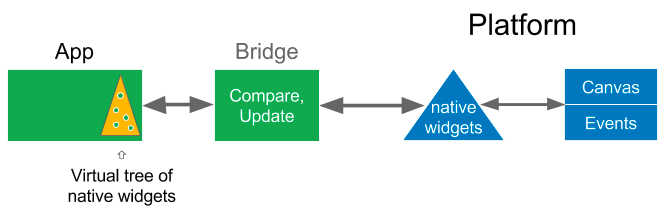 Platform
App
Bridge
Compare,
Update
native
widgets
Canvas
Events
Virtual tree of
native widgets